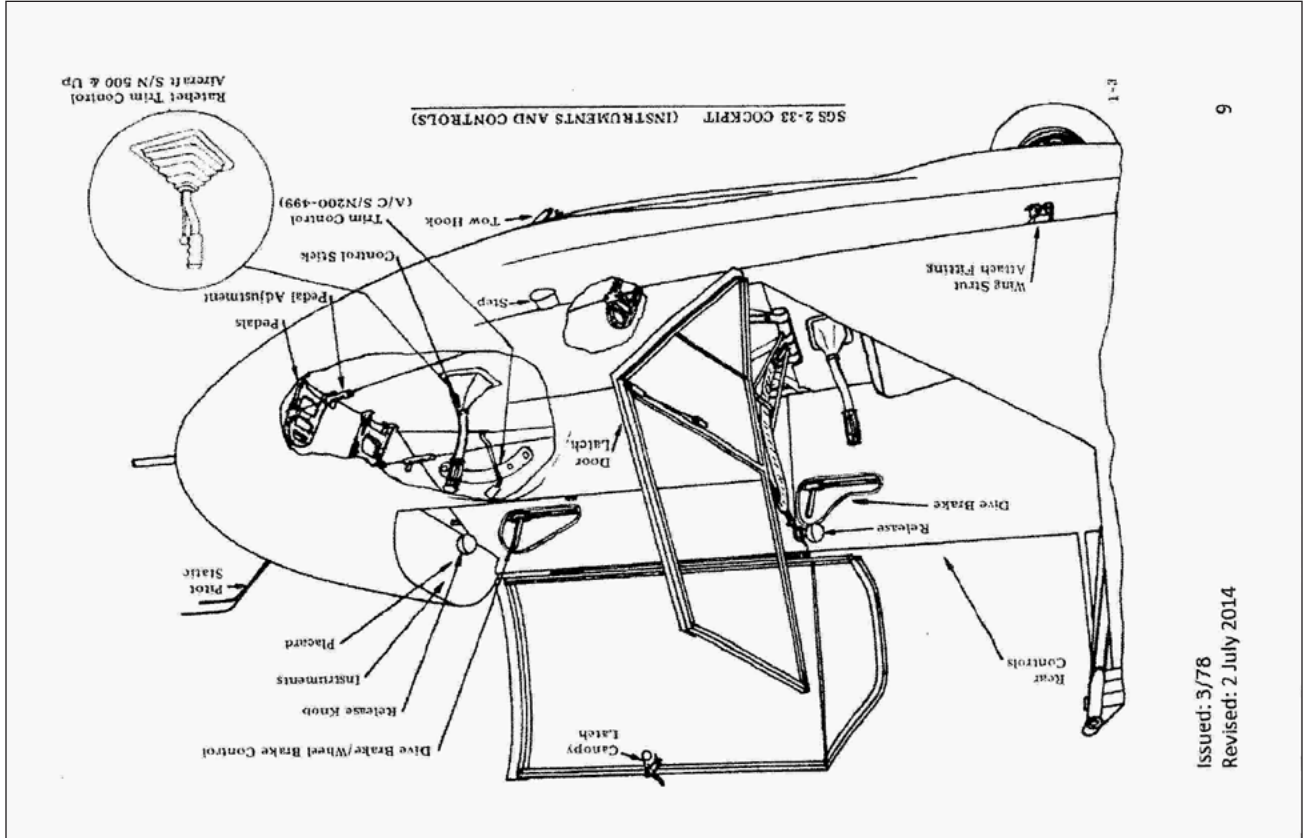 Ratchet Trim Control
Aircraft S/N 500 & Up
SGS 2-33 COCKPIT (INSTRUMENTS AND CONTROLS)
1-3
9
Trim Control
(A/C S/N200-499)
Control Stick
Pedal Adjustment
Pedals
Tow Hook
Step
Wing Strut
Attach Fitting
Door
Latch,
Dive Brake
Release
Pitot
Static
Placard
Instruments
Release Knob
Dive Brake/Wheel Brake Control
Canopy
Latch
Rear
Controls
Issued: 3/78
Revised: 2 July 2014